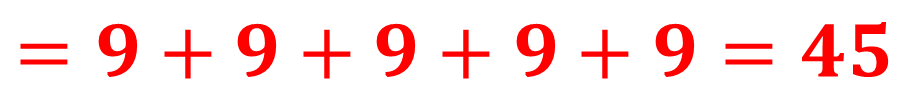 = 9 + 9 + 9 + 9 + 9 = 45